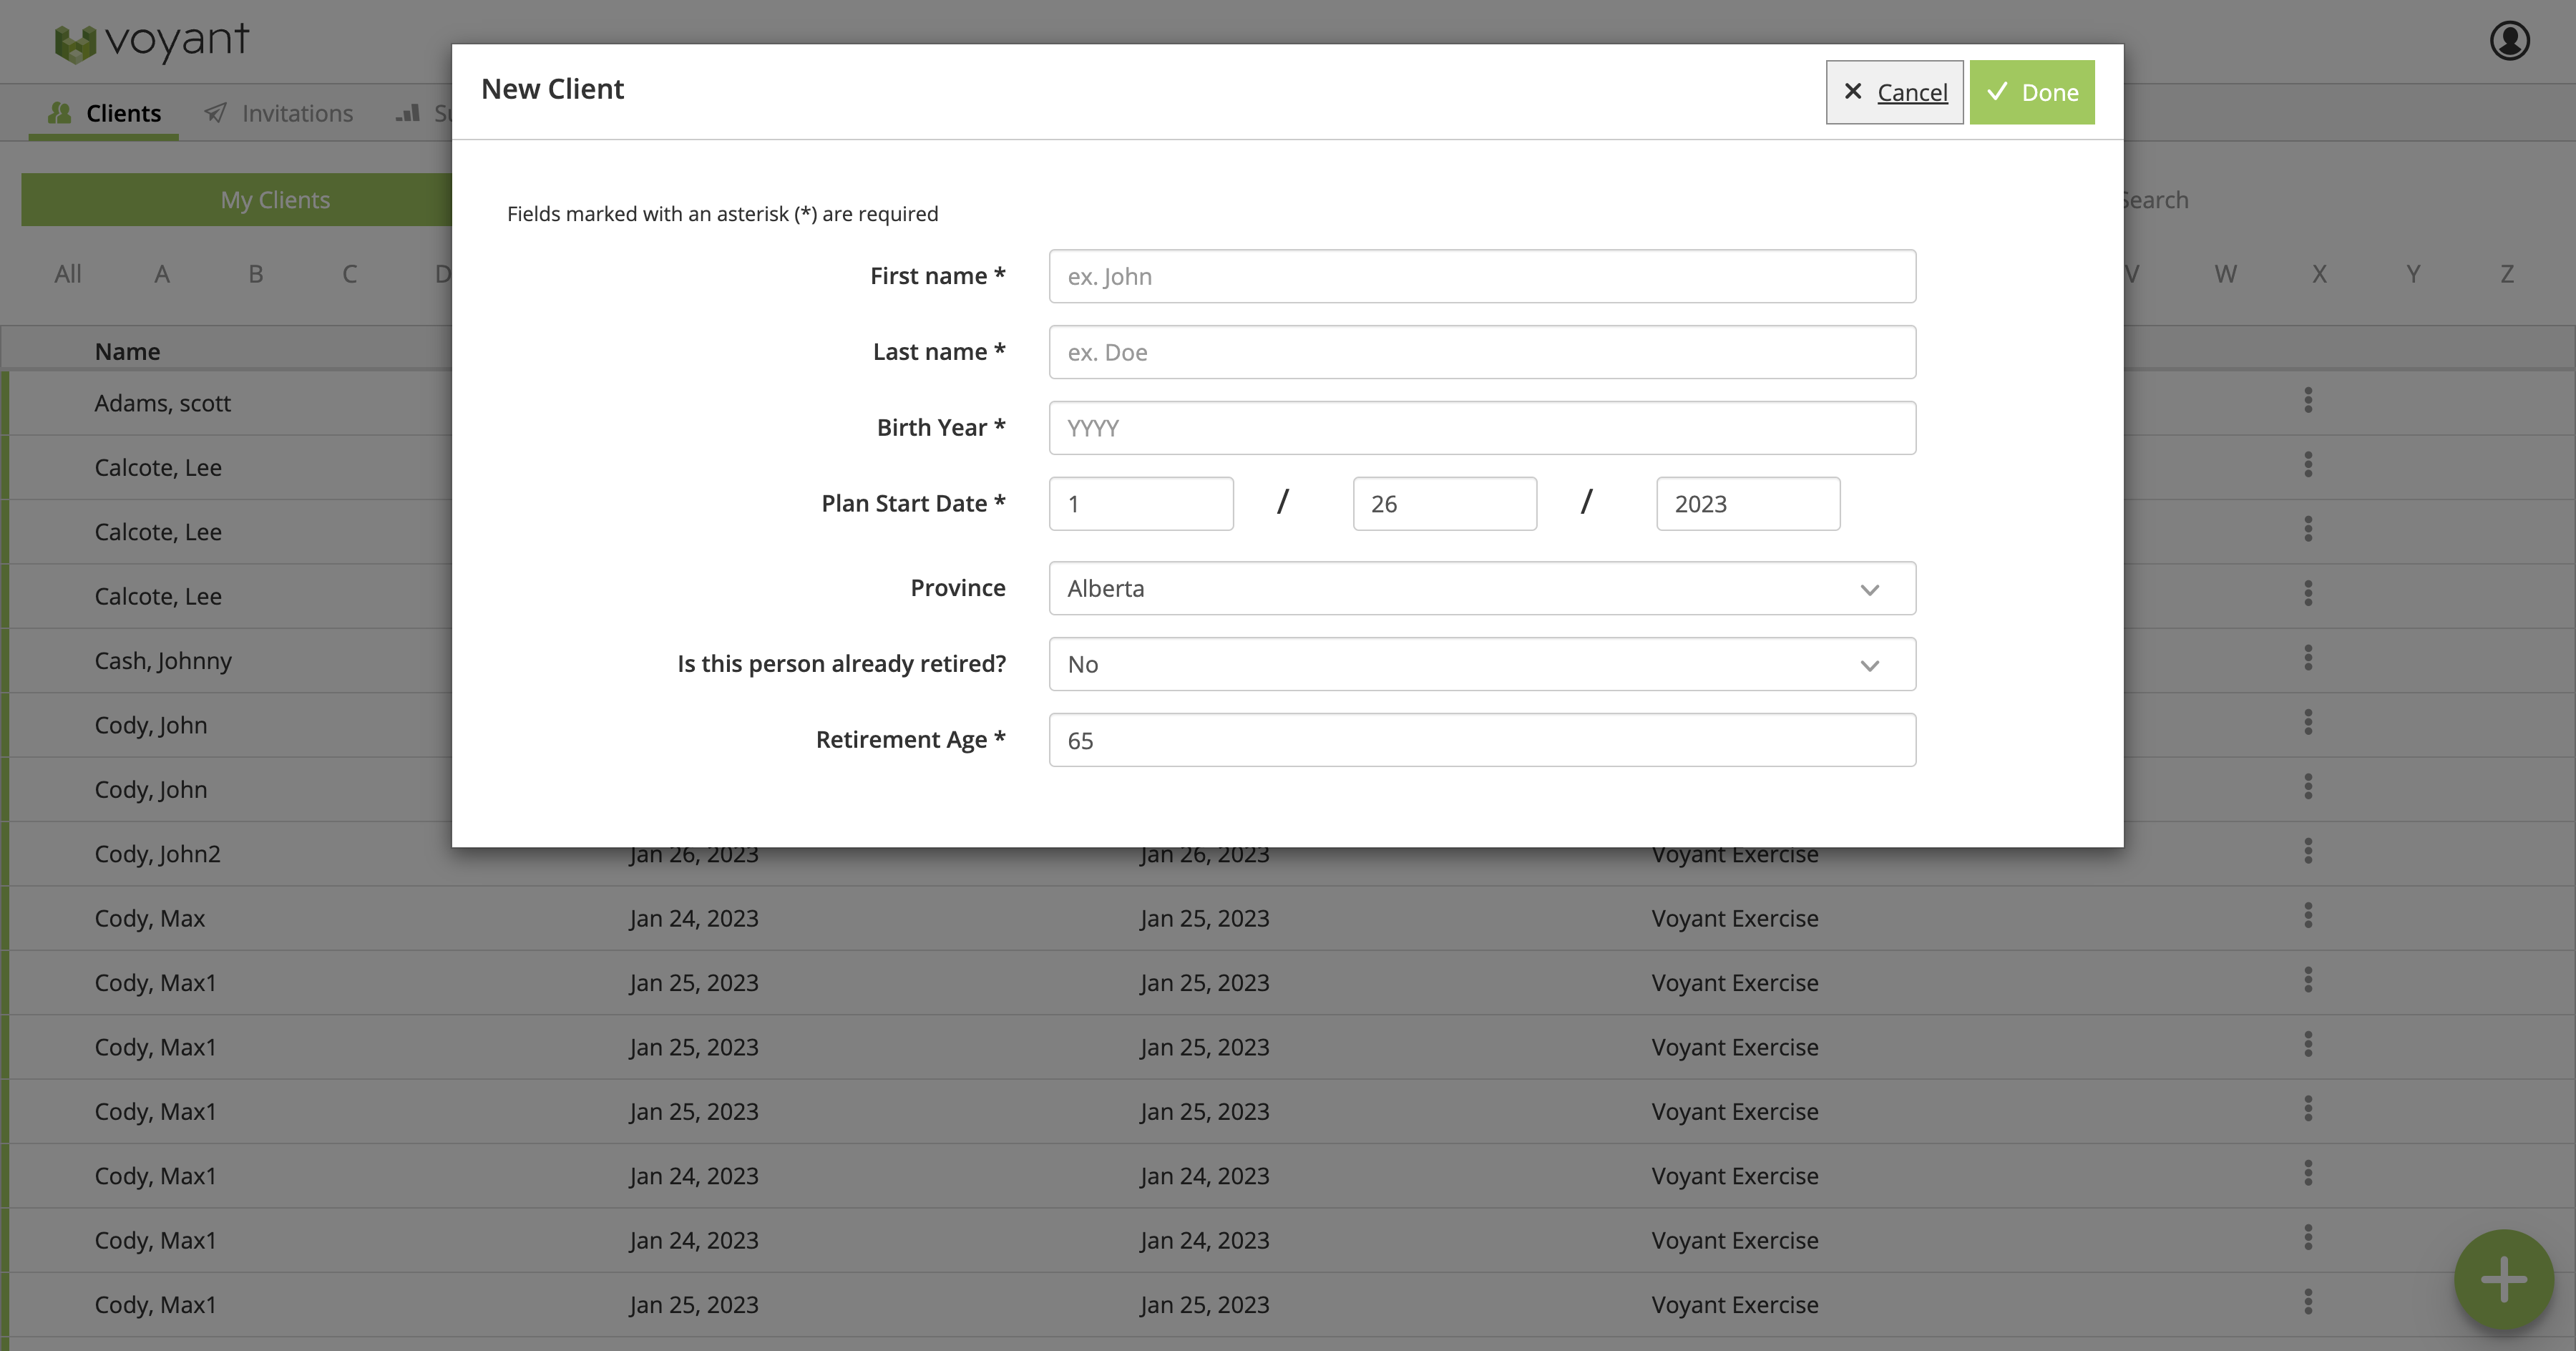 voyant
Clients Invitations
My Clients
Search
All A B C D V W X Y Z
Name
Adams, scott
Calcote, Lee
Calcote, Lee
Calcote, Lee
Cash, Johnny
Cody, John
Cody, John
New Client
Cancel Done
Fields marked with an asterisk (*) are required
First name * ex. John
Last name * ex. Doe
Birth Year * YYYY
Plan Start Date * 1 / 26 / 2023
Province Alberta
Is this person already retired? No
Retirement Age * 65
Cody, John2 Jan 26, 2023 Jan 26, 2023 Voyant Exercise
Cody, Max Jan 24, 2023 Jan 25, 2023 Voyant Exercise
Cody, Max1 Jan 25, 2023 Jan 25, 2023 Voyant Exercise
Cody, Max1 Jan 25, 2023 Jan 25, 2023 Voyant Exercise
Cody, Max1 Jan 25, 2023 Jan 25, 2023 Voyant Exercise
Cody, Max1 Jan 24, 2023 Jan 24, 2023 Voyant Exercise
Cody, Max1 Jan 24, 2023 Jan 24, 2023 Voyant Exercise
Cody, Max1 Jan 25, 2023 Jan 25, 2023 Voyant Exercise